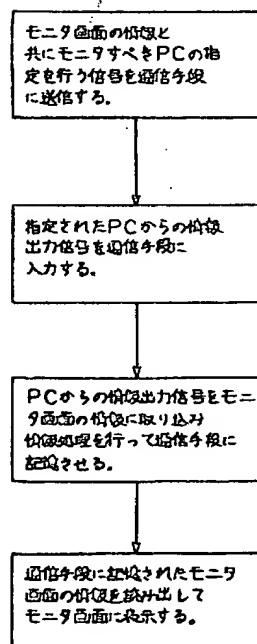 モニタ画面の情報と
共にモニタすべきPCの指
定を行う信号を通信手段
に送信する。
指定されたPCからの情報
出力信号を通信手段に
入力する。
PCからの情報出力信号をモニ
タ画面の情報に取り込み
情報処理を行って通信手段に
記憶させる。
通信手段に記憶されたモニタ
画面の情報を読み出して
モニタ画面に表示する。